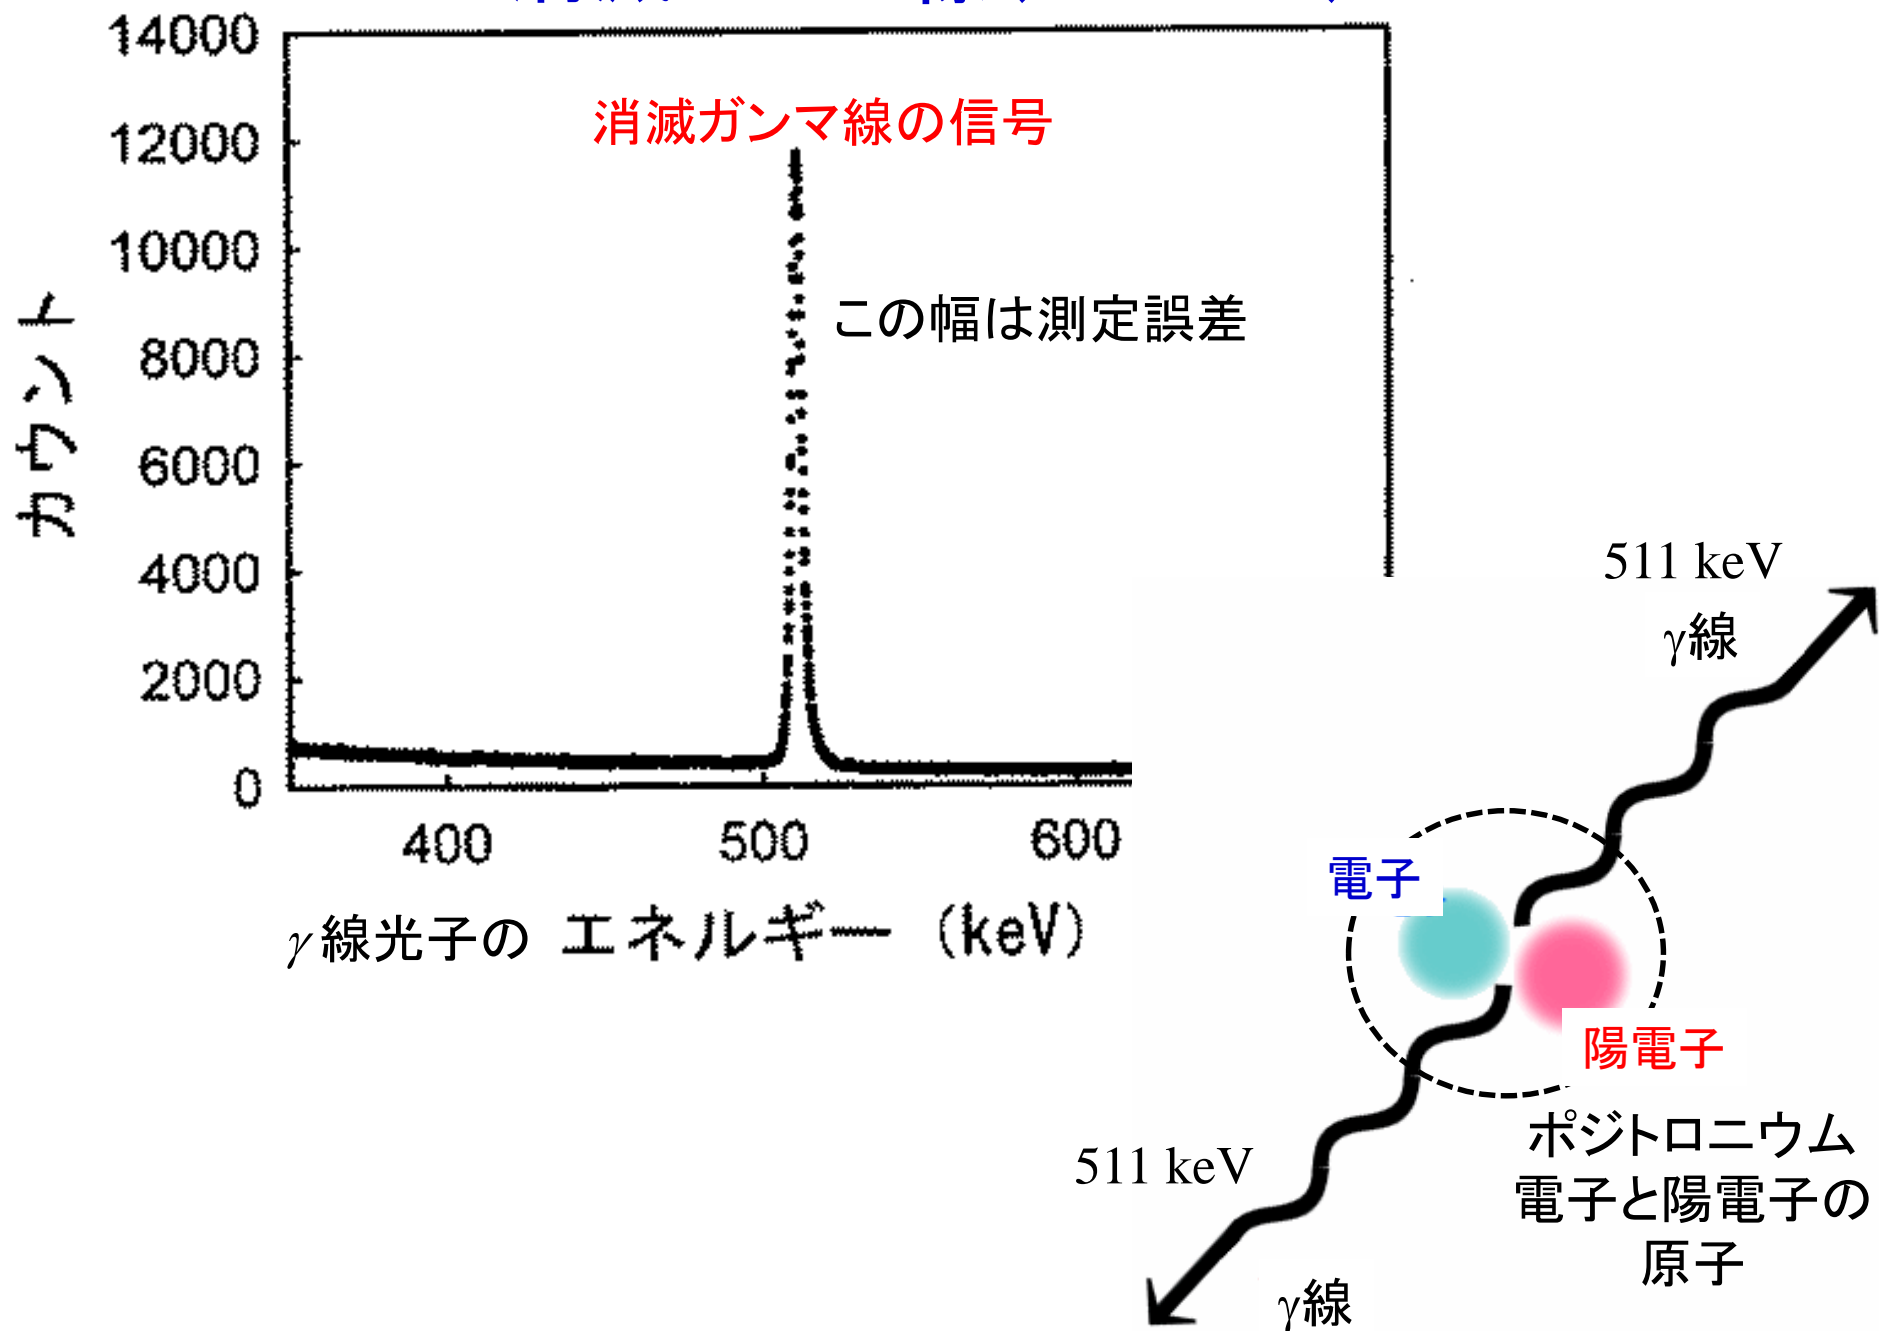 14000
消滅ガンマ線の信号
12000
10000
この幅は測定誤差
8000
6000
4000
2000
0
カウント
400
500
600
γ線光子の エネルギー (keV)
511 keV
γ線
電子
陽電子
ポジトロニウム
電子と陽電子の
原子
511 keV
γ線